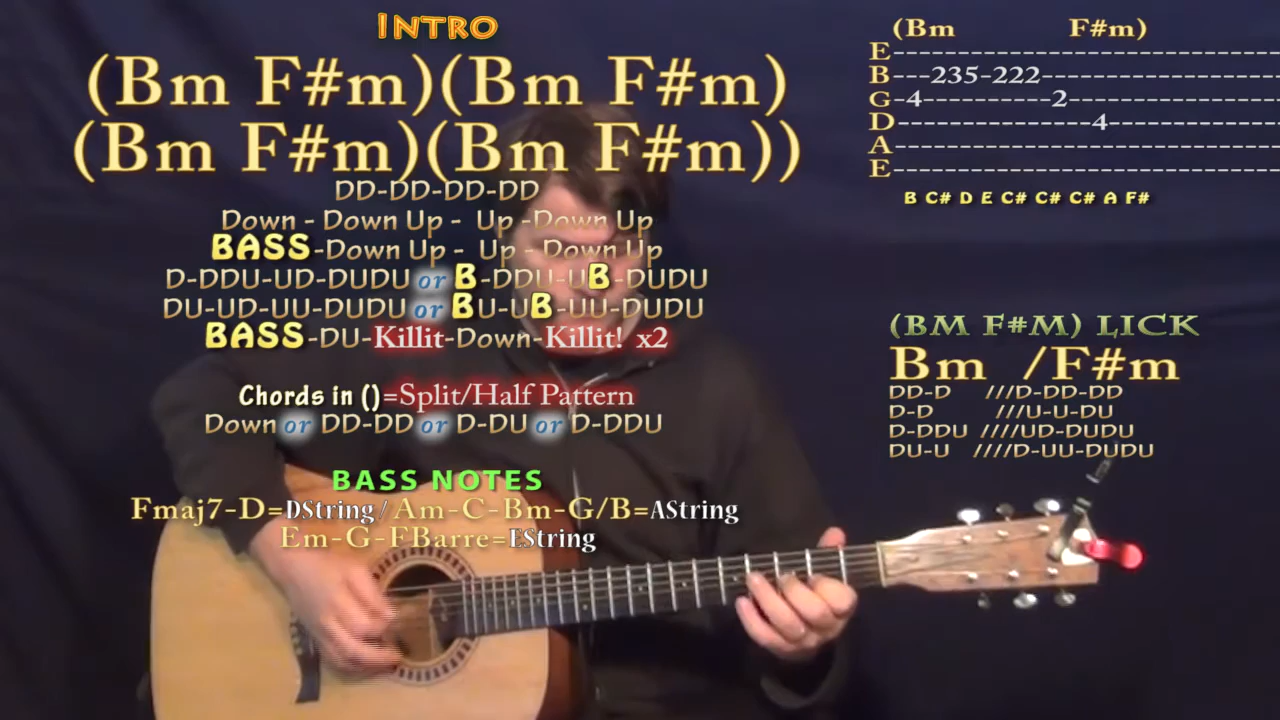 INTRO
(Bm F#m)(Bm F#m)
(Bm F#m)(Bm F#m))
DD-DD-DD-DD
Down - Down Up - Up -Down Up
BASS-Down Up - Up - Down Up
D-DDU-UD-DUDU or B-DDU-UB-DUDU
DU-UD-UU-DUDU or BU-UB-UU-DUDU
BASS-DU-Killit-Down-Killit! x2
Chords in ()=Split/Half Pattern
Down or DD-DD or D-DU or D-DDU
BASS NOTES
Fmaj7-D=DString / Am-C-Bm-G/B=AString
Em-G-FBarre=EString
(Bm F#m)
E------------------------------------
B---235-222-----------------------
G-4-----------2--------------------
D----------------4-----------------
A------------------------------------
E------------------------------------
B C# D E C# C# C# A F#
(BM F#M) LICK
Bm /F#m
DD-D ///D-DD-DD
D-D ///U-U-DU
D-DDU ////UD-DUDU
DU-U ////D-UU-DUDU